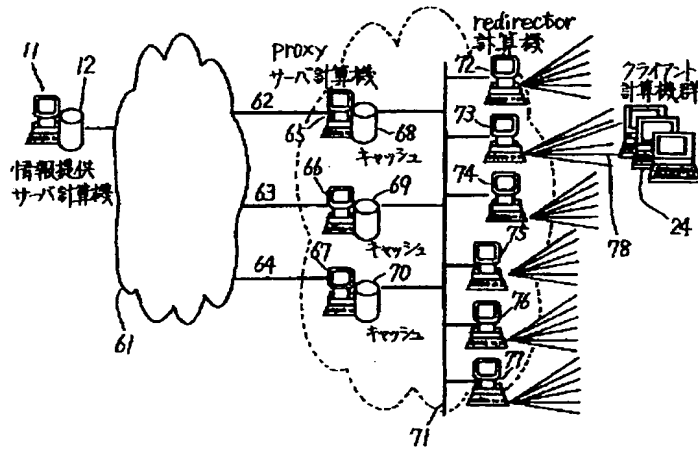 11
12
情報提供
サーバ計算機
61
62
63
64
proxy
サーバ計算機
65
68
キャッシュ
66
69
キャッシュ
67
70
キャッシュ
71
redirector
計算機
72
73
74
75
76
77
クライアント
計算機群
78
24